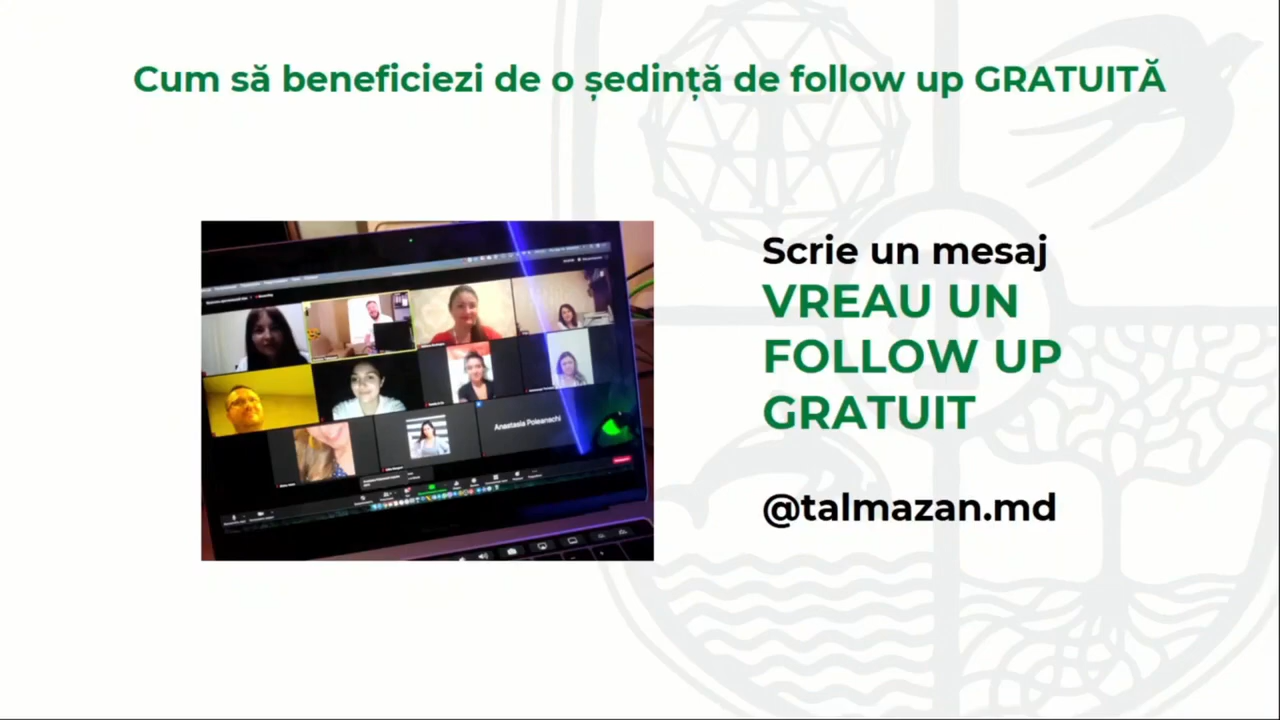 Cum să beneficiezi de o ședință de follow up GRATUITĂ
Scrie un mesaj
VREAU UN
FOLLOW UP
GRATUIT
@talmazan.md
Anastasia Poleanschi